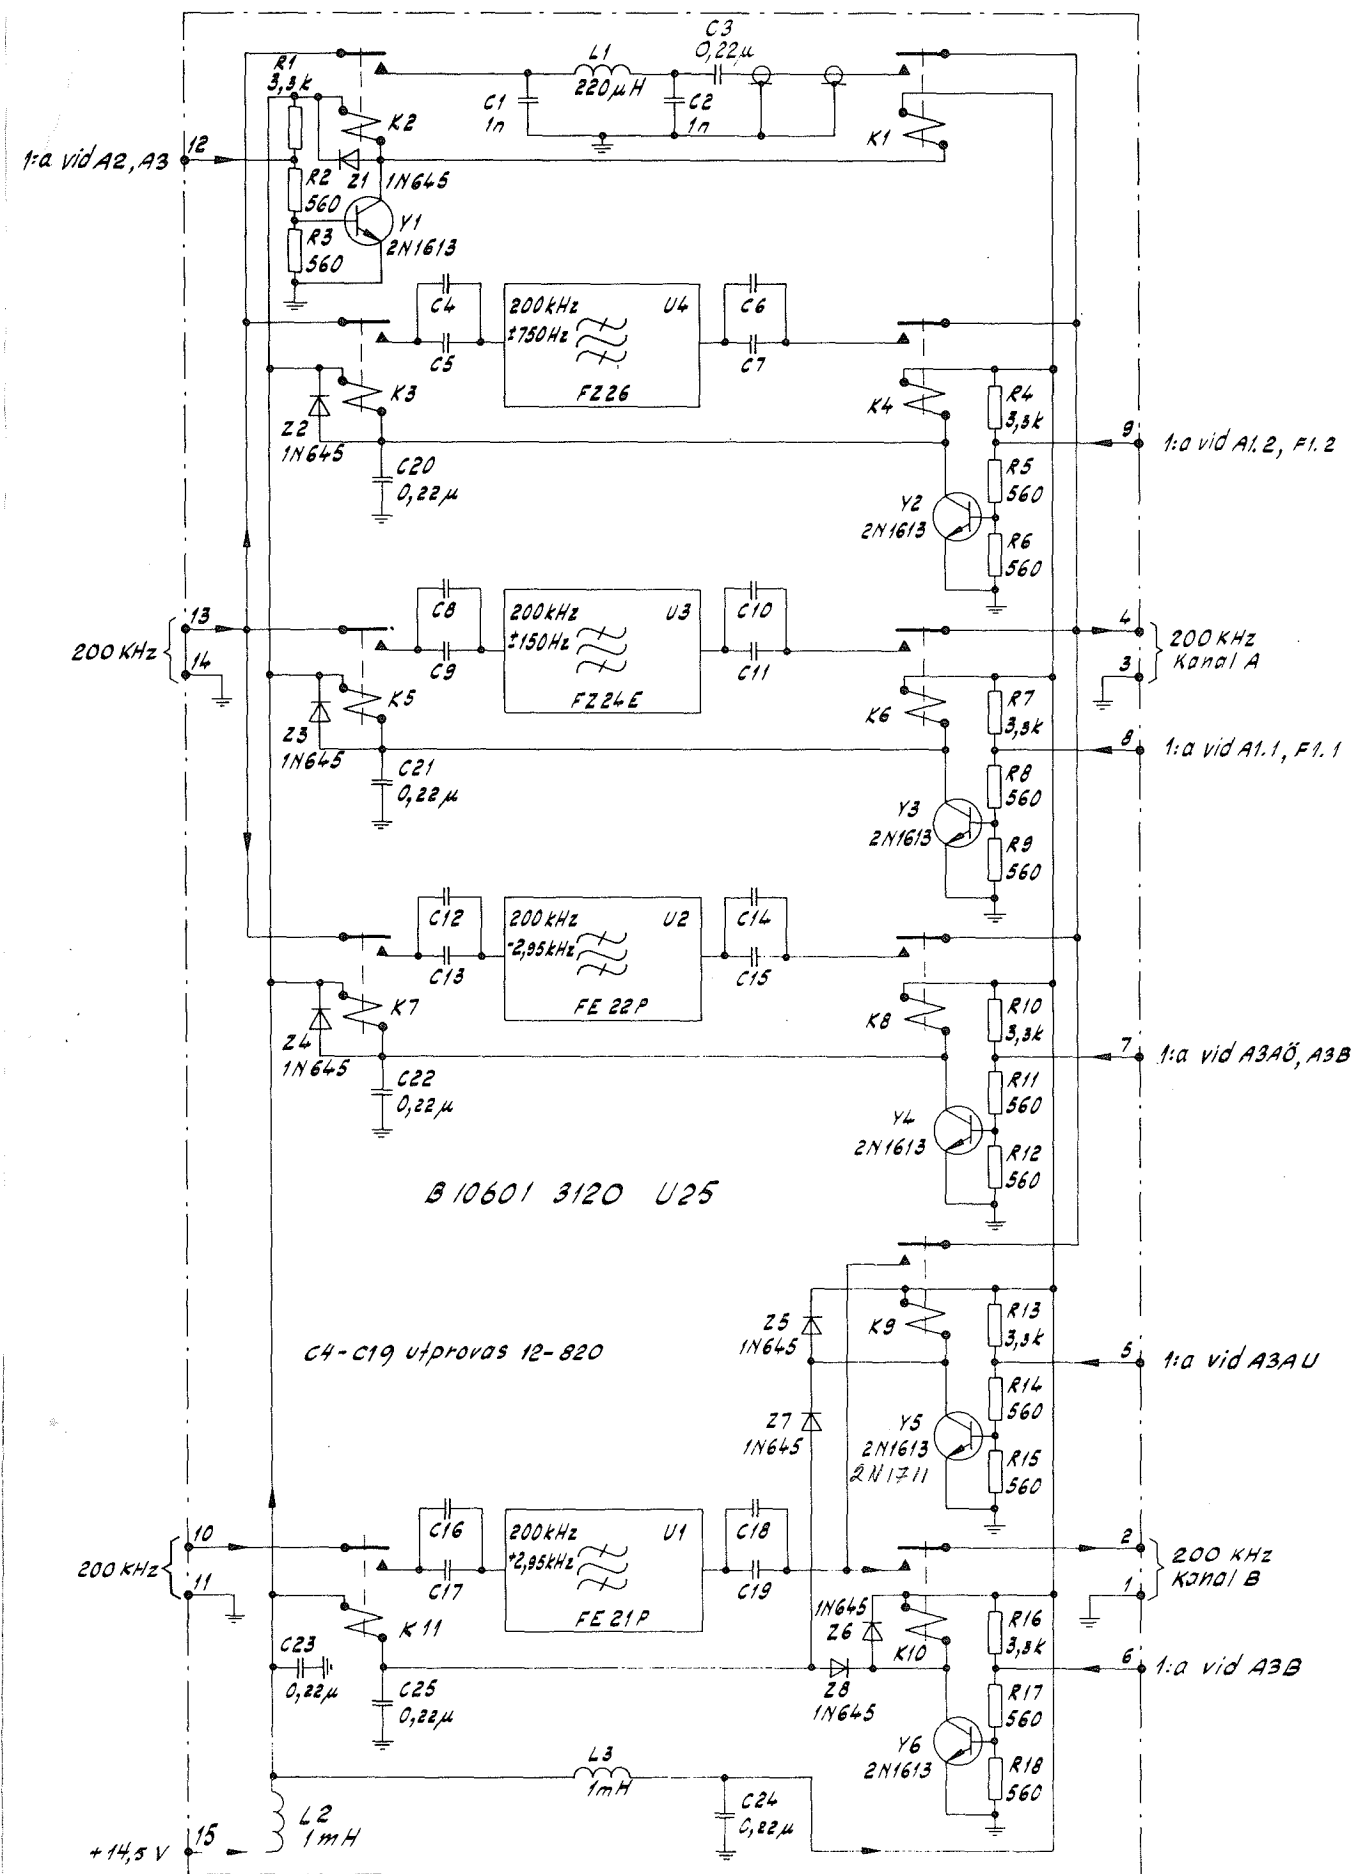 C3
0,22µ
L1
220µH
R1
3,3k
K2
C1
1n
C2
1n
K1
12
1:a vid A2, A3
R2
560
Z1
1N645
Y1
2N1613
R3
560
C4
C5
200kHz
±750Hz
U4
FZ26
C6
C7
K3
Z2
1N645
C20
0,22µ
K4
R4
3,3k
9
1:a vid A1.2, F1.2
R5
560
Y2
2N1613
R6
560
13
200 KHz
14
C8
C9
200kHz
±150Hz
U3
FZ24E
C10
C11
4
200 KHz
Kanal A
3
K5
Z3
1N645
C21
0,22µ
K6
R7
3,3k
8
1:a vid A1.1, F1.1
R8
560
Y3
2N1613
R9
560
C12
C13
200kHz
-2,95kHz
U2
FE 22P
C14
C15
K7
Z4
1N645
C22
0,22µ
K8
R10
3,3k
7
1:a vid A3AÖ, A3B
R11
560
Y4
2N1613
R12
560
B 10601 3120 U25
C4-C19 utprovas 12-820
Z5
1N645
K9
R13
3,3k
5
1:a vid A3AU
R14
560
Z7
1N645
Y5
2N1613
2N1711
R15
560
10
200 KHz
11
C16
C17
200kHz
+2,95kHz
U1
FE 21P
C18
C19
2
200 KHz
Kanal B
1
K11
C23
0,22µ
C25
0,22µ
1N645
Z6
K10
Z8
1N645
R16
3,3k
6
1:a vid A3B
R17
560
Y6
2N1613
R18
560
L3
1mH
C24
0,22µ
L2
1mH
15
+14,5 V